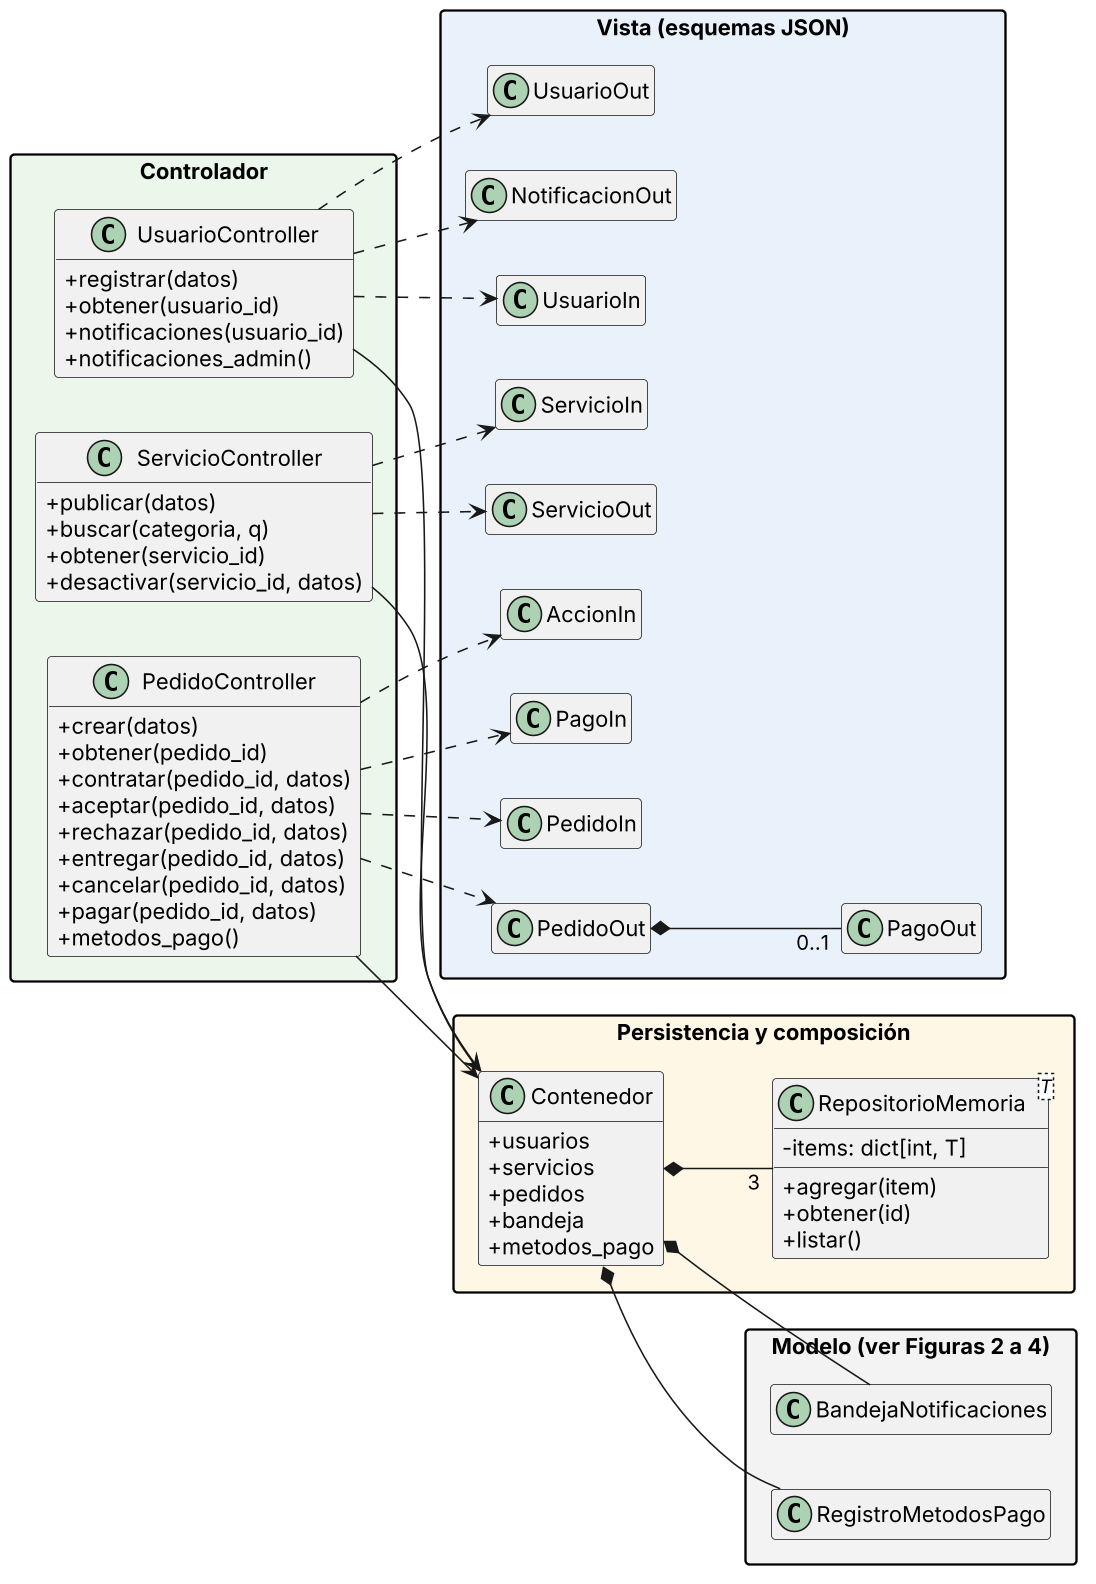 Vista (esquemas JSON)
C UsuarioOut
C NotificacionOut
C UsuarioIn
C ServicioIn
C ServicioOut
C AccionIn
C PagoIn
C PedidoIn
C PedidoOut
0..1
C PagoOut
Controlador
C UsuarioController
+registrar(datos)
+obtener(usuario_id)
+notificaciones(usuario_id)
+notificaciones_admin()
C ServicioController
+publicar(datos)
+buscar(categoria, q)
+obtener(servicio_id)
+desactivar(servicio_id, datos)
C PedidoController
+crear(datos)
+obtener(pedido_id)
+contratar(pedido_id, datos)
+aceptar(pedido_id, datos)
+rechazar(pedido_id, datos)
+entregar(pedido_id, datos)
+cancelar(pedido_id, datos)
+pagar(pedido_id, datos)
+metodos_pago()
Persistencia y composición
C Contenedor
+usuarios
+servicios
+pedidos
+bandeja
+metodos_pago
3
C RepositorioMemoria
T
-items: dict[int, T]
+agregar(item)
+obtener(id)
+listar()
Modelo (ver Figuras 2 a 4)
C BandejaNotificaciones
C RegistroMetodosPago